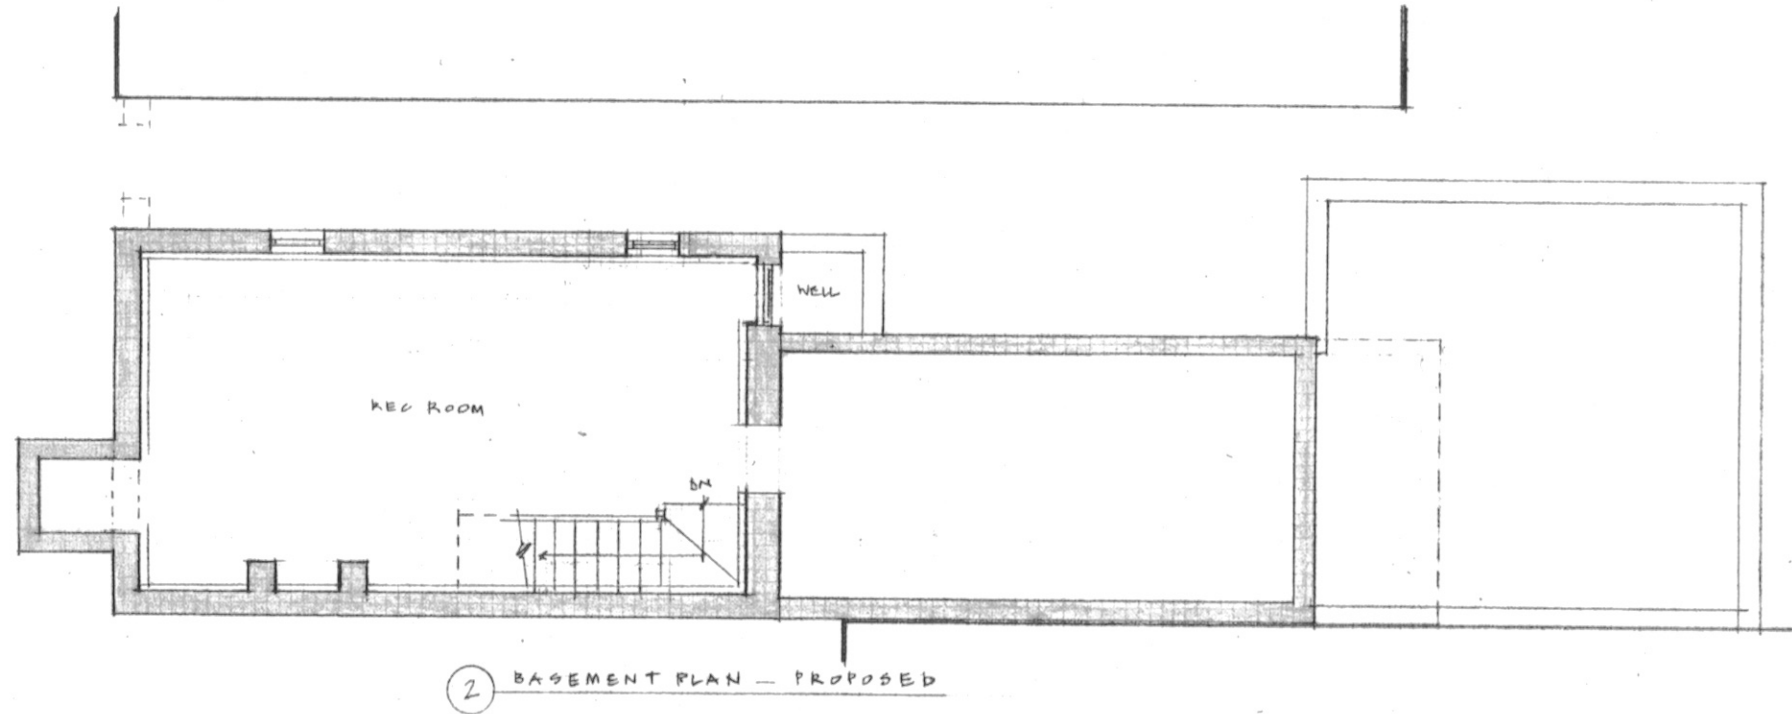 WELL
REC ROOM
DN
2 BASEMENT PLAN — PROPOSED